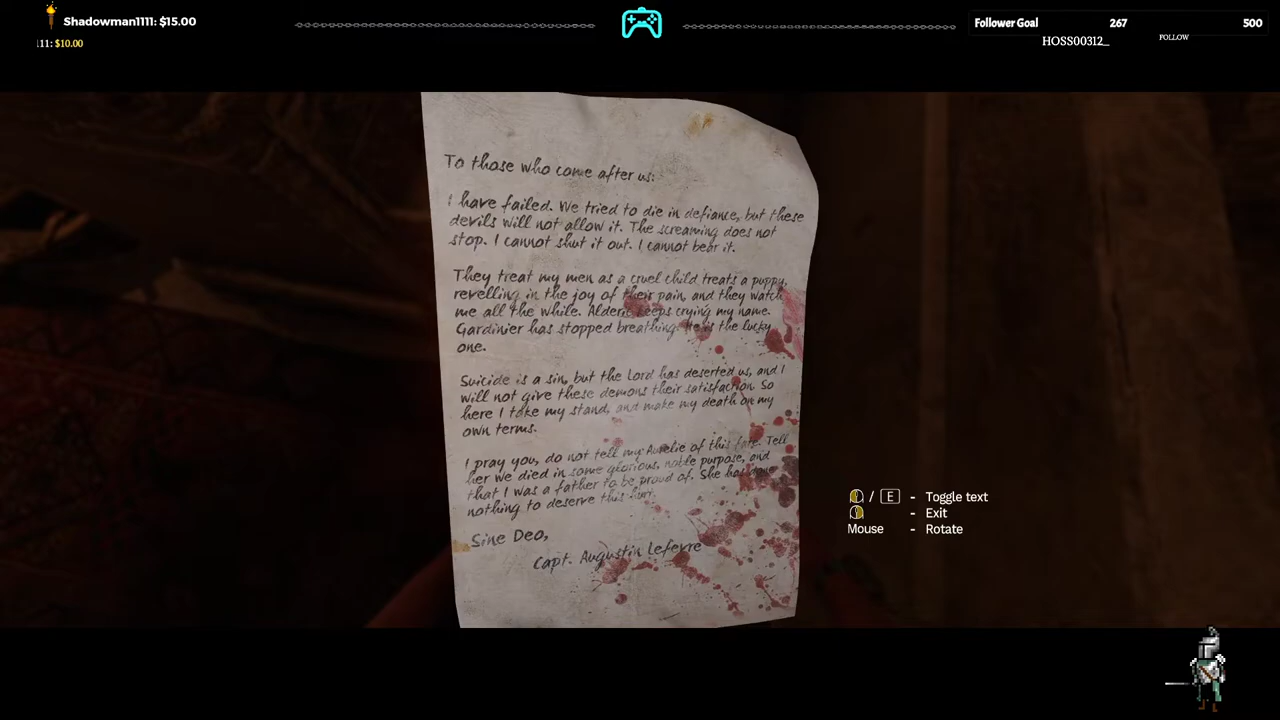 Shadowman1111: $15.00
11: $10.00
Follower Goal 267 500
HOSS00312_ FOLLOW
To those who come after us:
I have failed. We tried to die in defiance, but these
devils will not allow it. The screaming does not
stop. I cannot shut it out. I cannot bear it.
They treat my men as a cruel child treats a puppy,
revelling in the joy of their pain, and they watch
me all the while. Alderic keeps crying my name.
Gardinier has stopped breathing. He is the lucky
one.
Suicide is a sin, but the Lord has deserted us, and I
will not give these demons their satisfaction. So
here I take my stand, and make my death on my
own terms.
I pray you, do not tell my Aurelie of this fate. Tell
her we died in some glorious, noble purpose, and
that I was a father to be proud of. She has done
nothing to deserve this hurt.
Sine Deo,
Capt. Augustin Lefevre
/ E - Toggle text
- Exit
Mouse - Rotate